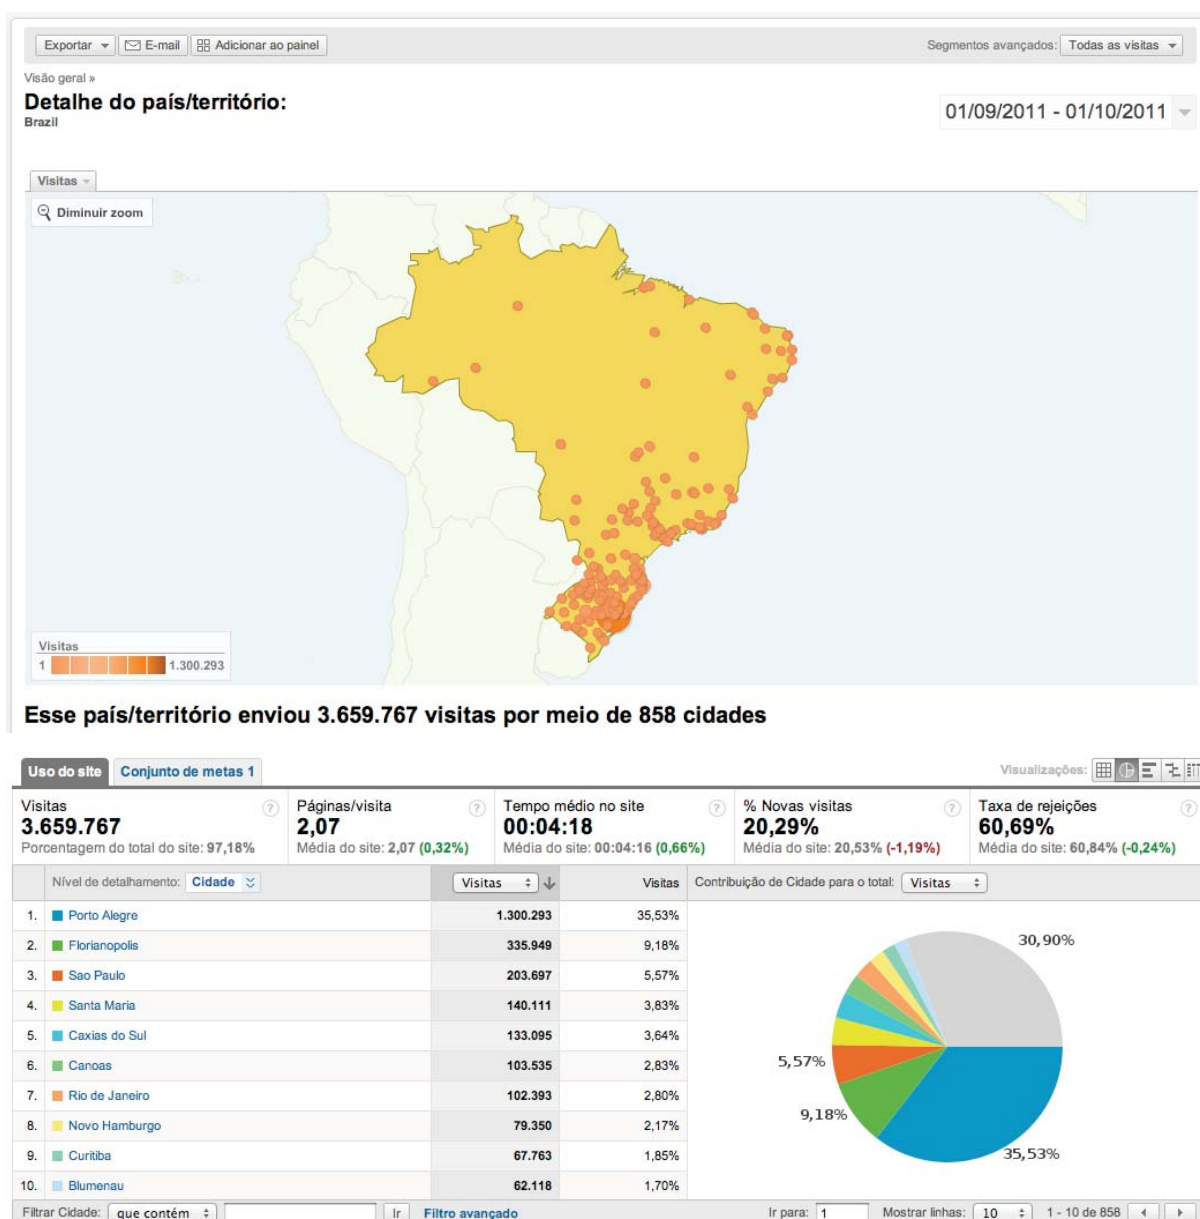 Exportar E-mail Adicionar ao painel Segmentos avançados: Todas as visitas
Visão geral »
Detalhe do país/território:
Brazil
01/09/2011 - 01/10/2011
Visitas
Diminuir zoom
Visitas
1 1.300.293
Esse país/território enviou 3.659.767 visitas por meio de 858 cidades
Uso do site Conjunto de metas 1 Visualizações:
Visitas ? Páginas/visita ? Tempo médio no site ? % Novas visitas ? Taxa de rejeições ?
3.659.767 2,07 00:04:18 20,29% 60,69%
Porcentagem do total do site: 97,18% Média do site: 2,07 (0,32%) Média do site: 00:04:16 (0,66%) Média do site: 20,53% (-1,19%) Média do site: 60,84% (-0,24%)
Nível de detalhamento: Cidade Visitas Visitas Contribuição de Cidade para o total: Visitas
1. Porto Alegre 1.300.293 35,53%
2. Florianopolis 335.949 9,18%
3. Sao Paulo 203.697 5,57%
4. Santa Maria 140.111 3,83%
5. Caxias do Sul 133.095 3,64%
6. Canoas 103.535 2,83%
7. Rio de Janeiro 102.393 2,80%
8. Novo Hamburgo 79.350 2,17%
9. Curitiba 67.763 1,85%
10. Blumenau 62.118 1,70%
30,90%
5,57%
9,18%
35,53%
Filtrar Cidade: que contém Ir Filtro avançado Ir para: 1 Mostrar linhas: 10 1 - 10 de 858